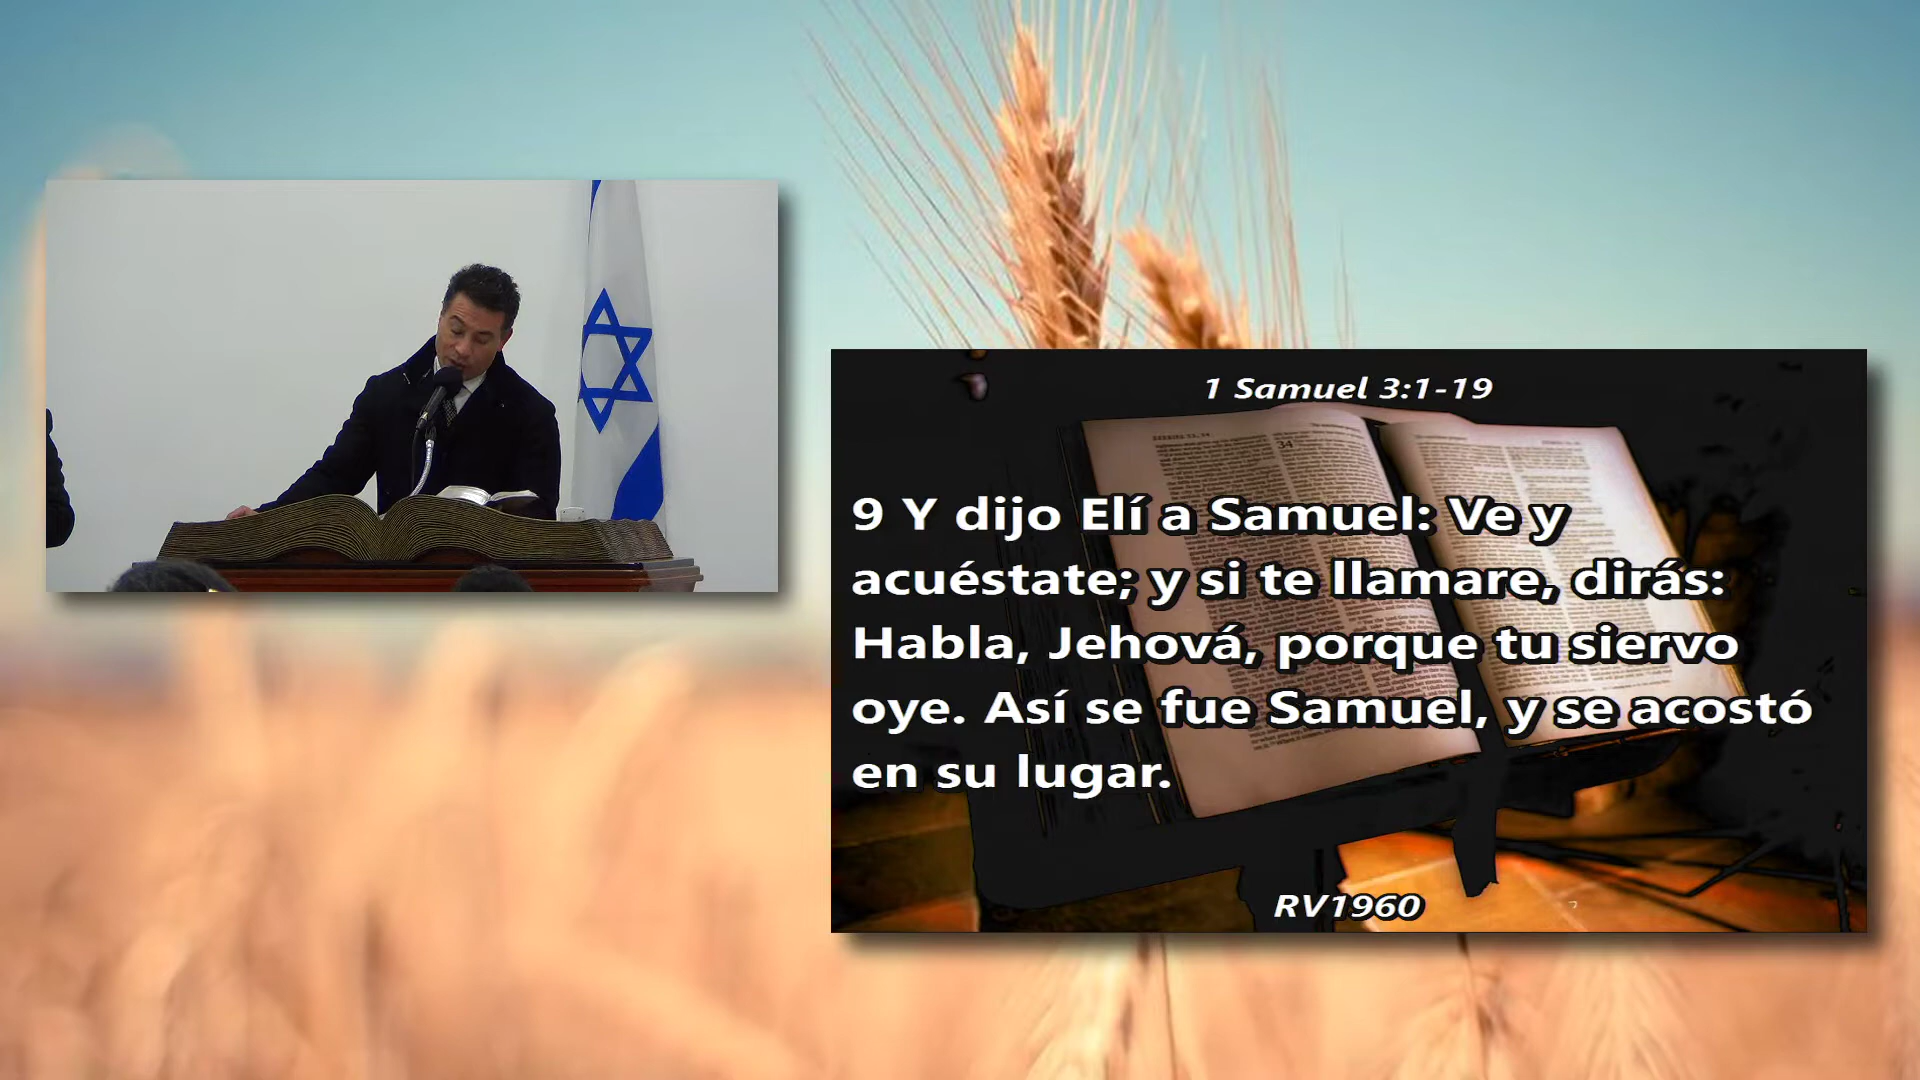 1 Samuel 3:1-19
34
9 Y dijo Elí a Samuel: Ve y
acuéstate; y si te llamare, dirás:
Habla, Jehová, porque tu siervo
oye. Así se fue Samuel, y se acostó
en su lugar.
RV1960